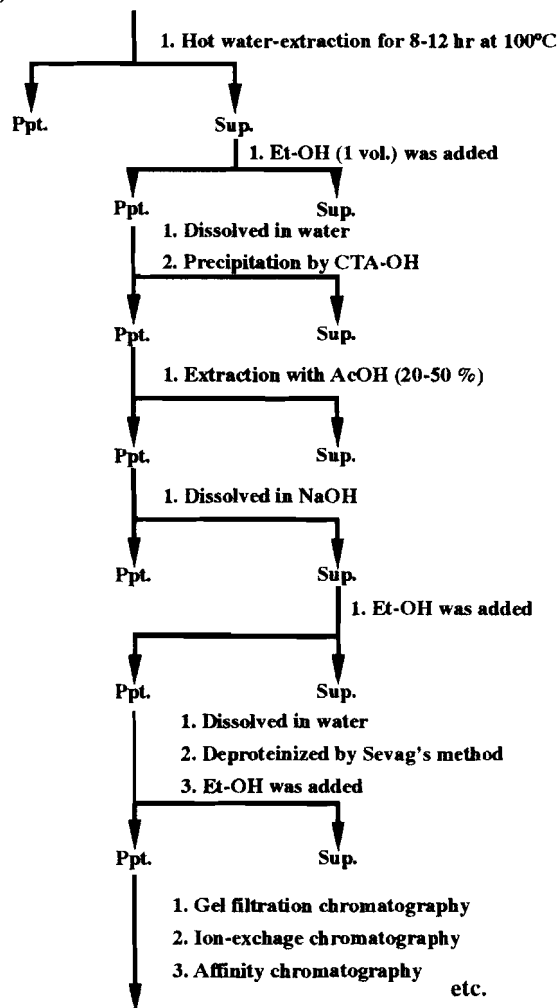 1. Hot water-extraction for 8-12 hr at 100°C
Ppt. Sup.
1. Et-OH (1 vol.) was added
Ppt. Sup.
1. Dissolved in water
2. Precipitation by CTA-OH
Ppt. Sup.
1. Extraction with AcOH (20-50 %)
Ppt. Sup.
1. Dissolved in NaOH
Ppt. Sup.
1. Et-OH was added
Ppt. Sup.
1. Dissolved in water
2. Deproteinized by Sevag's method
3. Et-OH was added
Ppt. Sup.
1. Gel filtration chromatography
2. Ion-exchage chromatography
3. Affinity chromatography
etc.